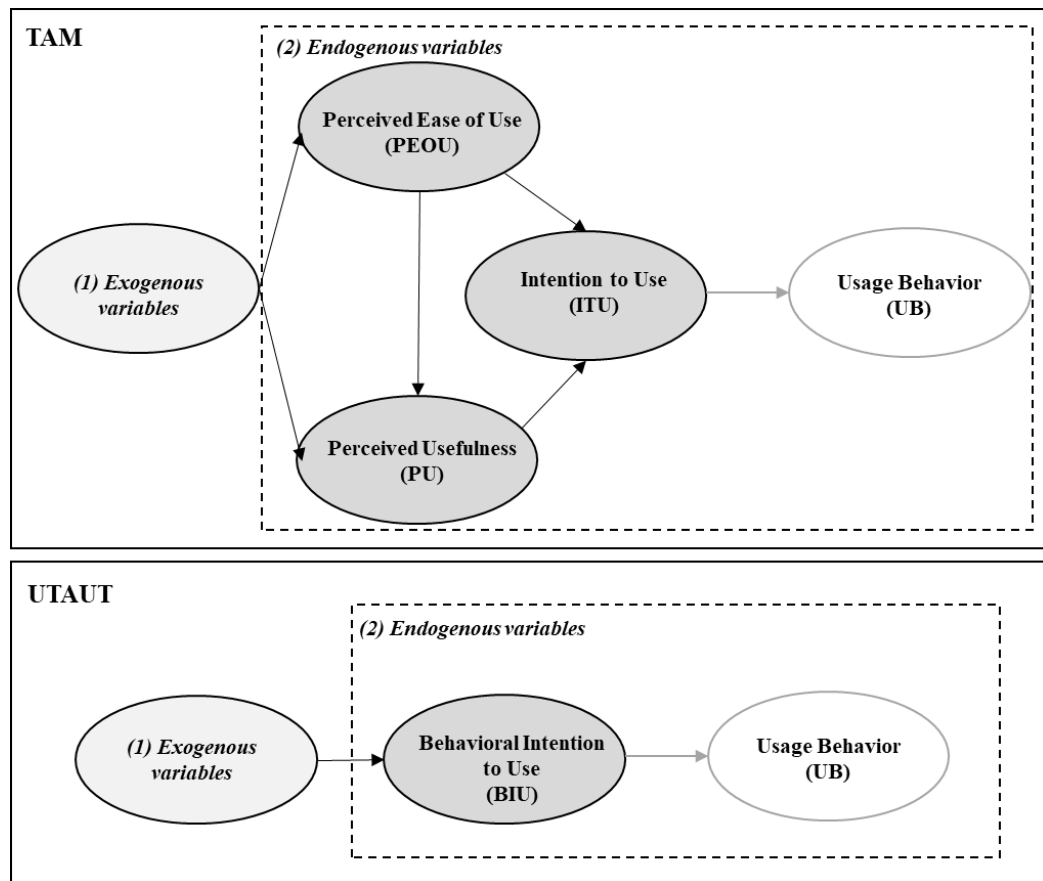 TAM
(2) Endogenous variables
Perceived Ease of Use
(PEOU)
(1) Exogenous
variables
Intention to Use
(ITU)
Usage Behavior
(UB)
Perceived Usefulness
(PU)
UTAUT
(2) Endogenous variables
(1) Exogenous
variables
Behavioral Intention
to Use
(BIU)
Usage Behavior
(UB)